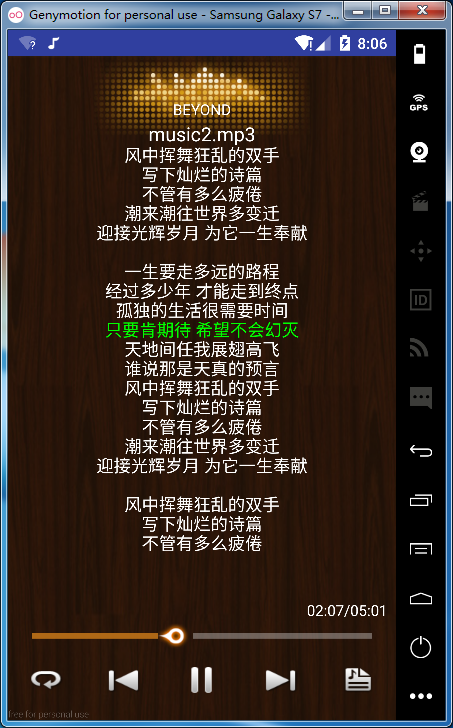 Genymotion for personal use - Samsung Galaxy S7 -...
8:06
BEYOND
music2.mp3
风中挥舞狂乱的双手
写下灿烂的诗篇
不管有多么疲倦
潮来潮往世界多变迁
迎接光辉岁月 为它一生奉献
一生要走多远的路程
经过多少年 才能走到终点
孤独的生活很需要时间
只要肯期待 希望不会幻灭
天地间任我展翅高飞
谁说那是天真的预言
风中挥舞狂乱的双手
写下灿烂的诗篇
不管有多么疲倦
潮来潮往世界多变迁
迎接光辉岁月 为它一生奉献
风中挥舞狂乱的双手
写下灿烂的诗篇
不管有多么疲倦
02:07/05:01
free for personal use
GPS
ID